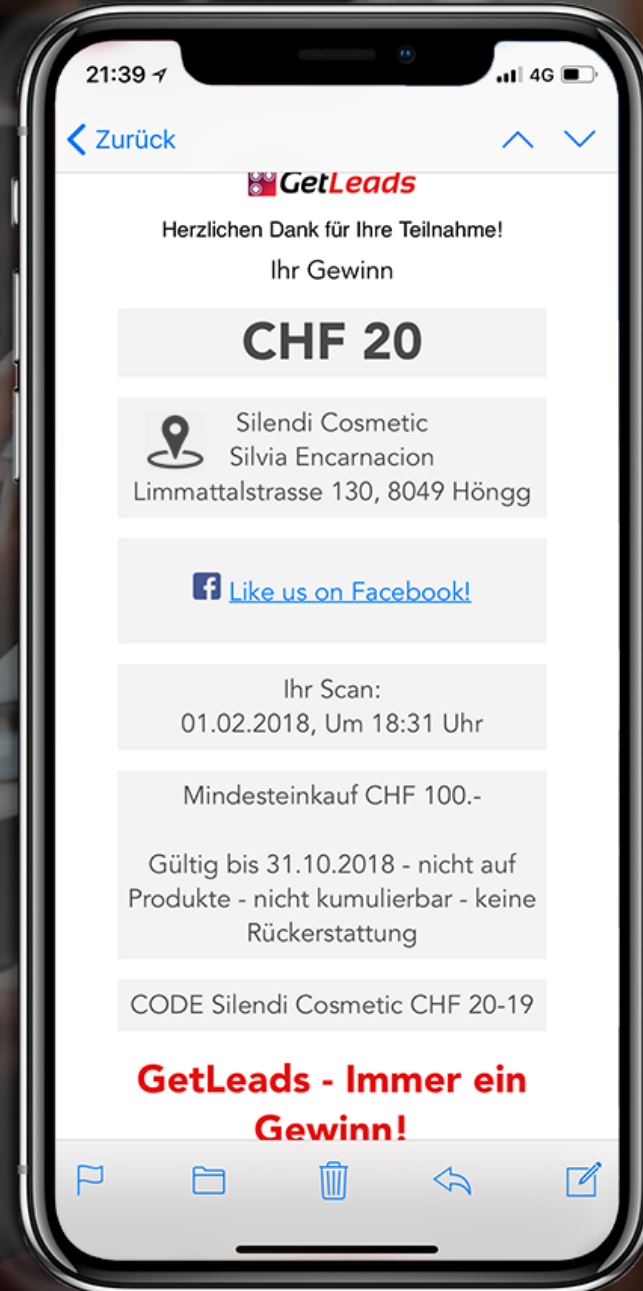 21:39
4G
Zurück
GetLeads
Herzlichen Dank für Ihre Teilnahme!
Ihr Gewinn
CHF 20
Silendi Cosmetic
Silvia Encarnacion
Limmattalstrasse 130, 8049 Höngg
Like us on Facebook!
Ihr Scan:
01.02.2018, Um 18:31 Uhr
Mindesteinkauf CHF 100.-
Gültig bis 31.10.2018 - nicht auf
Produkte - nicht kumulierbar - keine
Rückerstattung
CODE Silendi Cosmetic CHF 20-19
GetLeads - Immer ein
Gewinn!